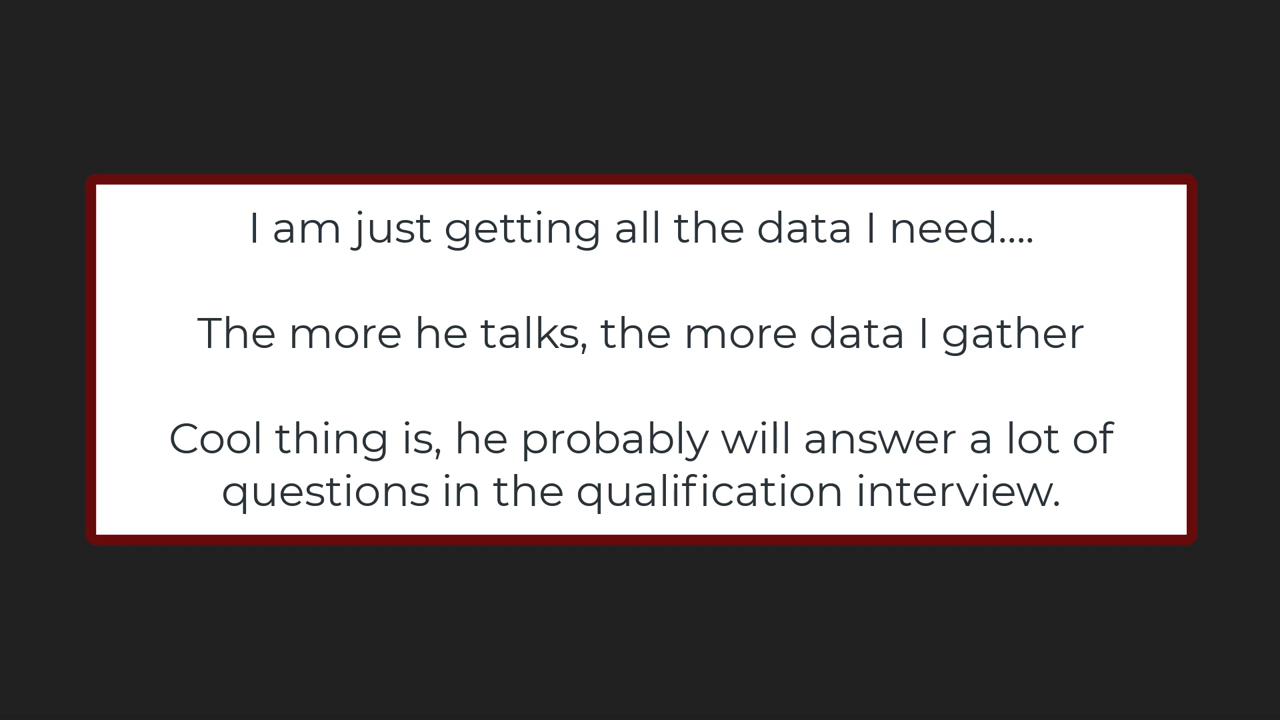 I am just getting all the data I need....
The more he talks, the more data I gather
Cool thing is, he probably will answer a lot of
questions in the qualification interview.